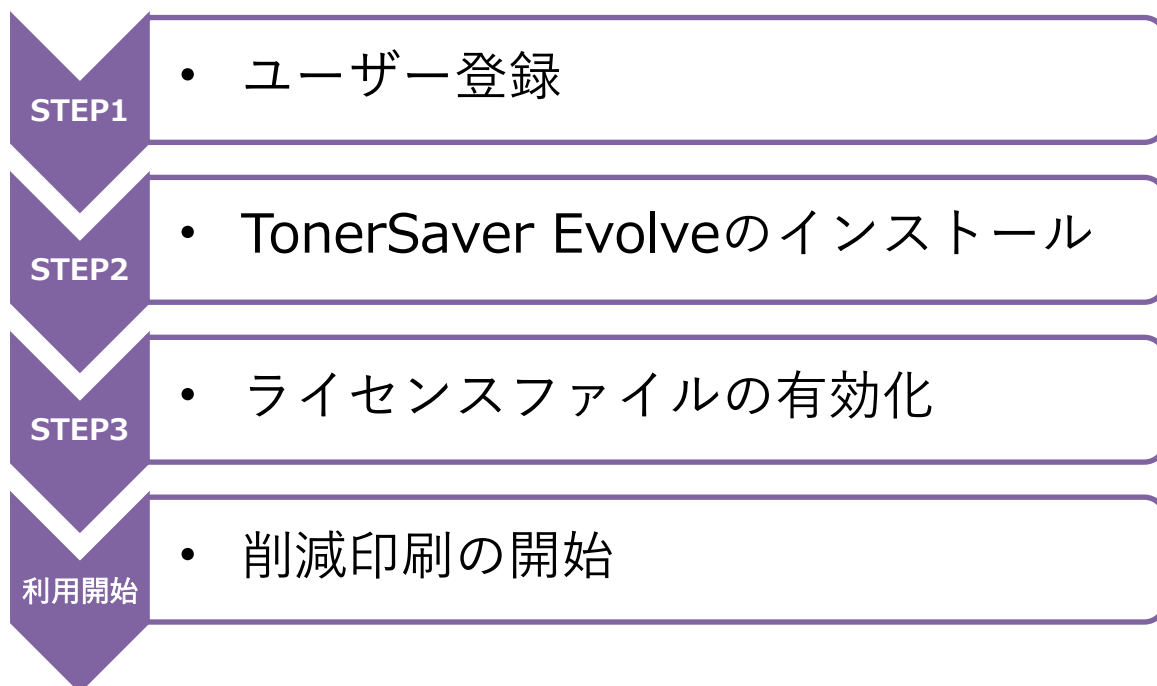 STEP1
• ユーザー登録
STEP2
• TonerSaver Evolveのインストール
STEP3
• ライセンスファイルの有効化
利用開始
• 削減印刷の開始